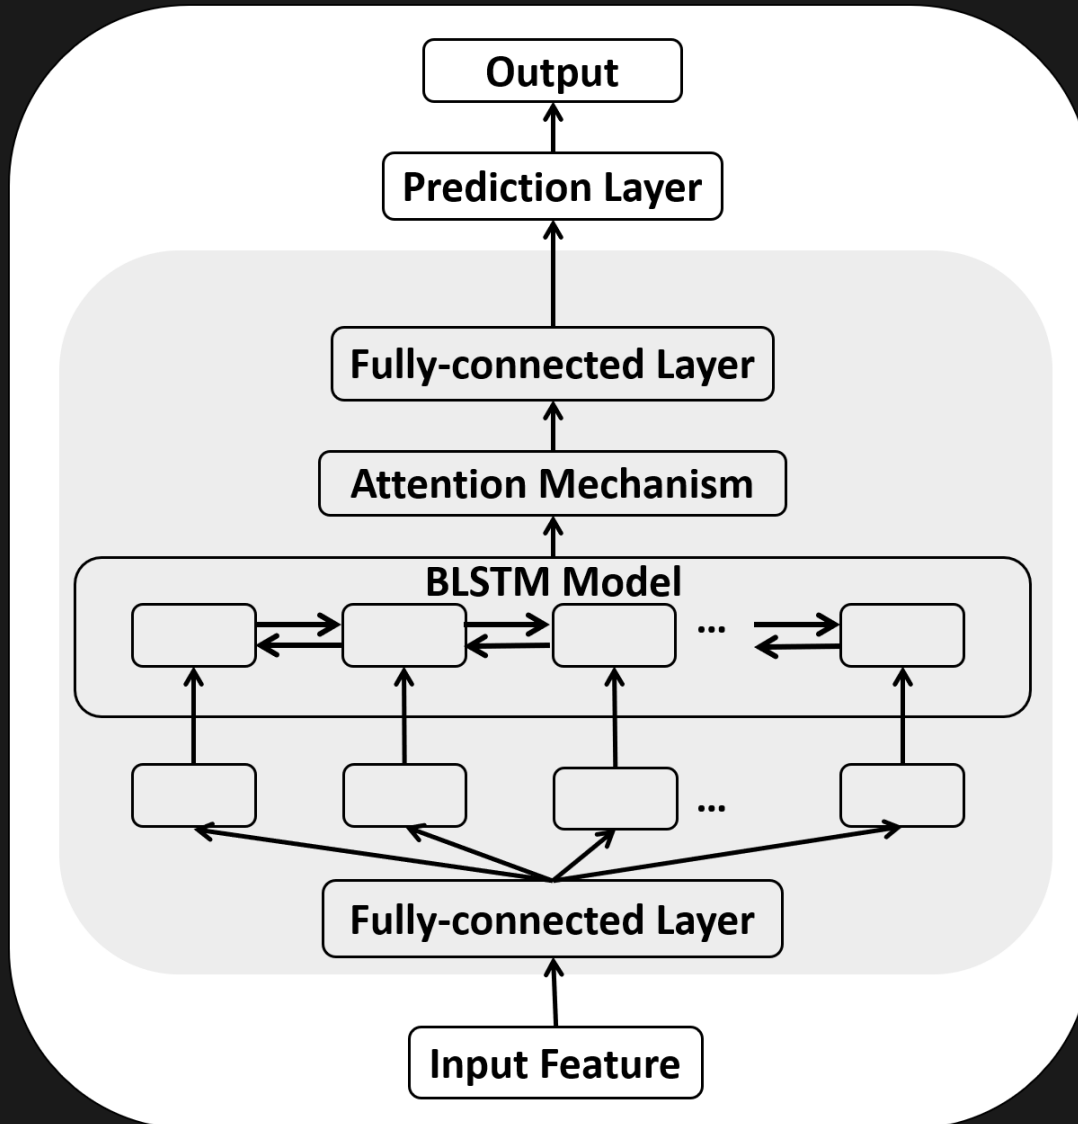 Output
Prediction Layer
Fully-connected Layer
Attention Mechanism
BLSTM Model
...
...
Fully-connected Layer
Input Feature